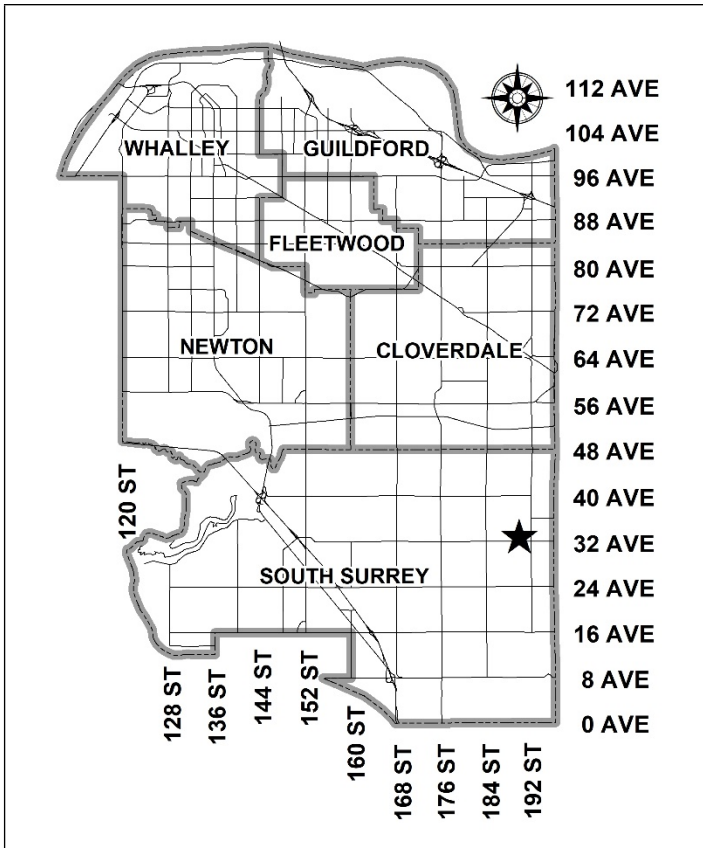 112 AVE
104 AVE
WHALLEY
GUILDFORD
96 AVE
88 AVE
FLEETWOOD
80 AVE
72 AVE
NEWTON
CLOVERDALE
64 AVE
56 AVE
48 AVE
120 ST
40 AVE
32 AVE
SOUTH SURREY
24 AVE
16 AVE
8 AVE
0 AVE
128 ST
136 ST
144 ST
152 ST
160 ST
168 ST
176 ST
184 ST
192 ST